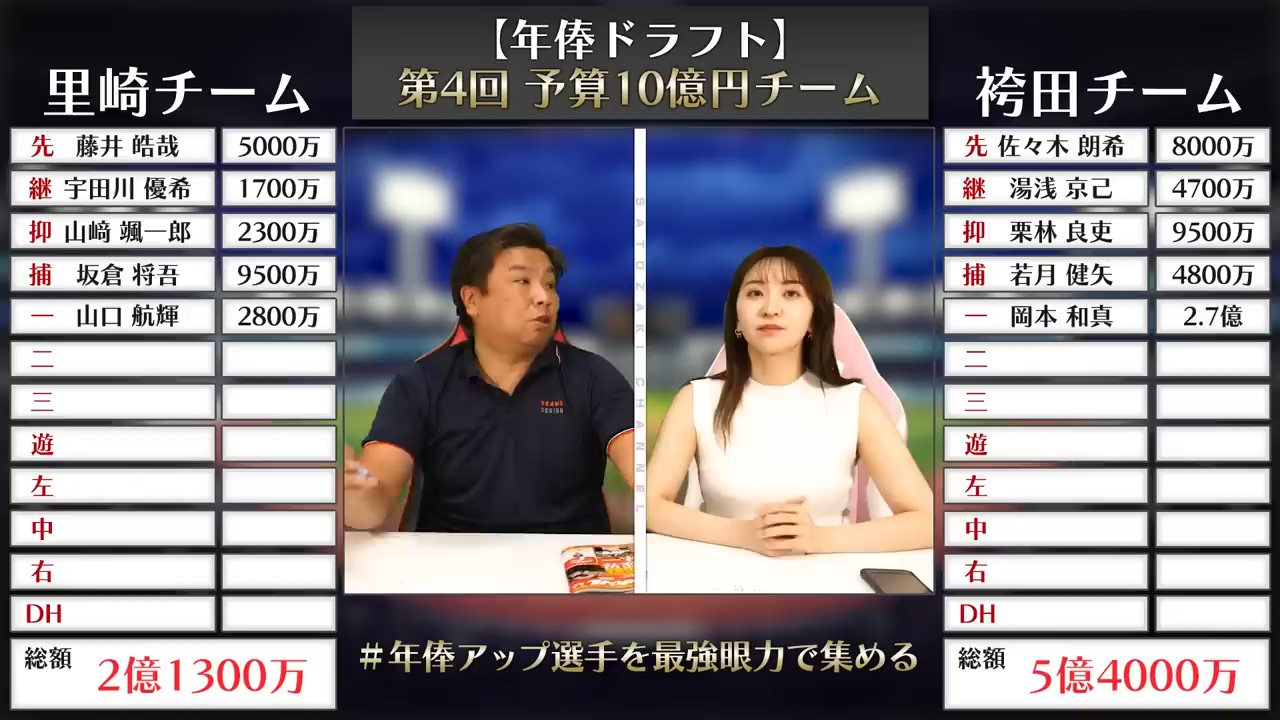 【年俸ドラフト】
第4回 予算10億円チーム
里崎チーム
先 藤井 皓哉 5000万
継 宇田川 優希 1700万
抑 山﨑 颯一郎 2300万
捕 坂倉 将吾 9500万
一 山口 航輝 2800万
二
三
遊
左
中
右
DH
総額 2億1300万
SATOZAKI CHANNEL
袴田チーム
先 佐々木 朗希 8000万
継 湯浅 京己 4700万
抑 栗林 良吏 9500万
捕 若月 健矢 4800万
一 岡本 和真 2.7億
二
三
遊
左
中
右
DH
総額 5億4000万
#年俸アップ選手を最強眼力で集める